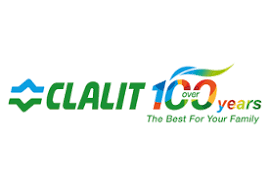 CLALIT 100 over years
The Best For Your Family